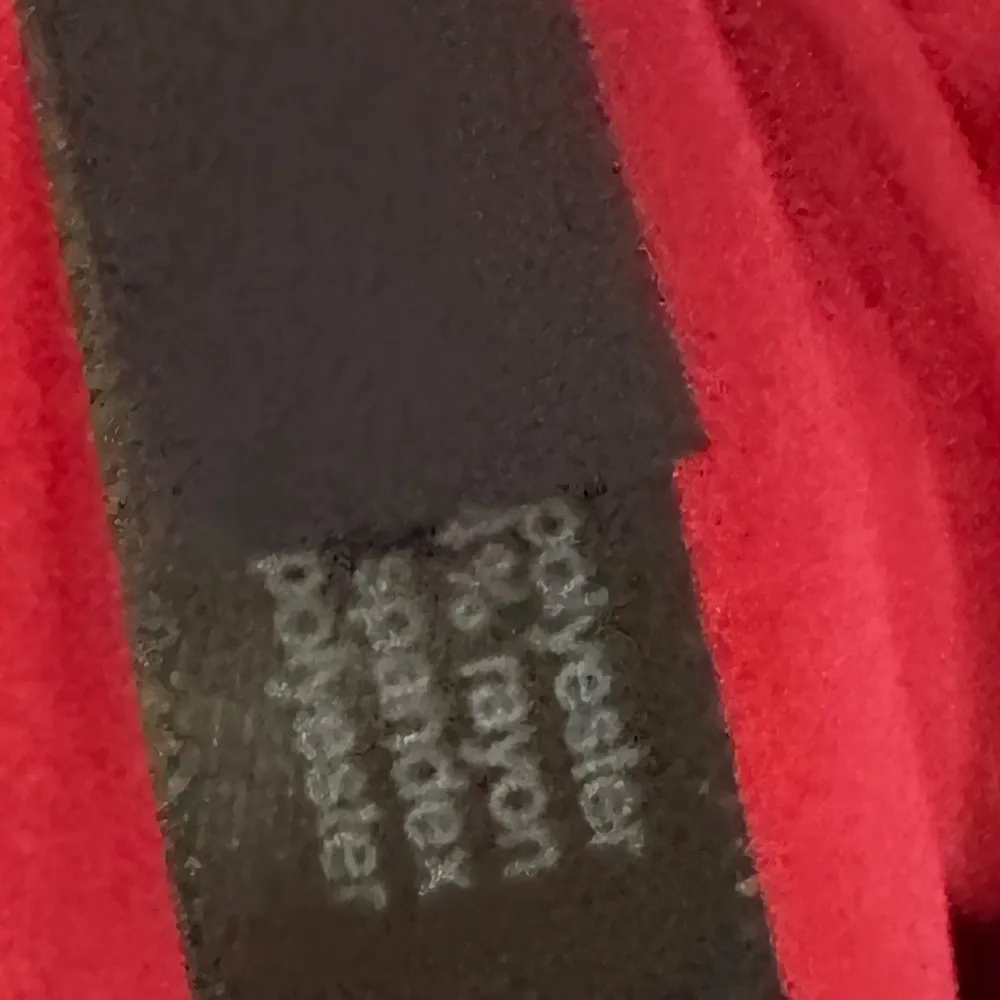 polyester
% rayon
spandex
polyester